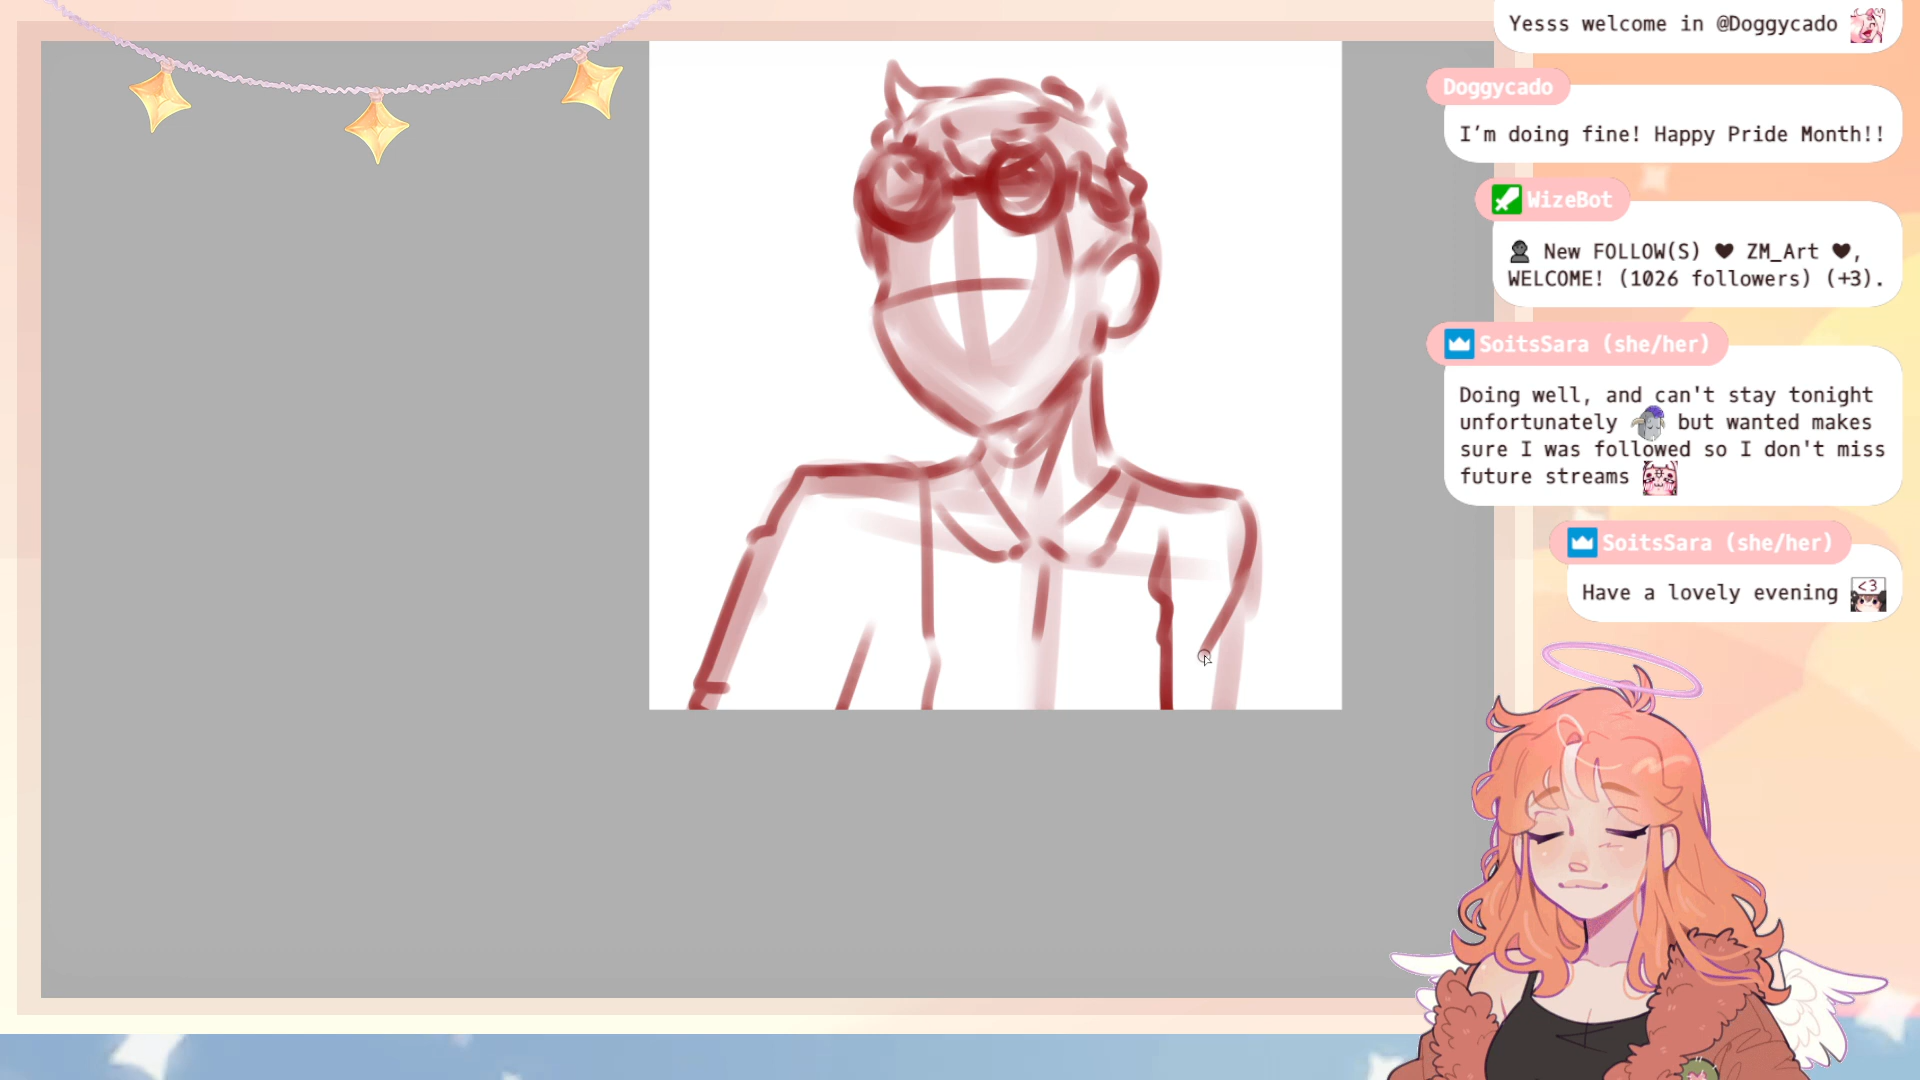 Yesss welcome in @Doggycado
Doggycado
I'm doing fine! Happy Pride Month!!
WizeBot
New FOLLOW(S) ♥ ZM_Art ♥,
WELCOME! (1026 followers) (+3).
SoitsSara (she/her)
Doing well, and can't stay tonight
unfortunately but wanted makes
sure I was followed so I don't miss
future streams
SoitsSara (she/her)
Have a lovely evening <3